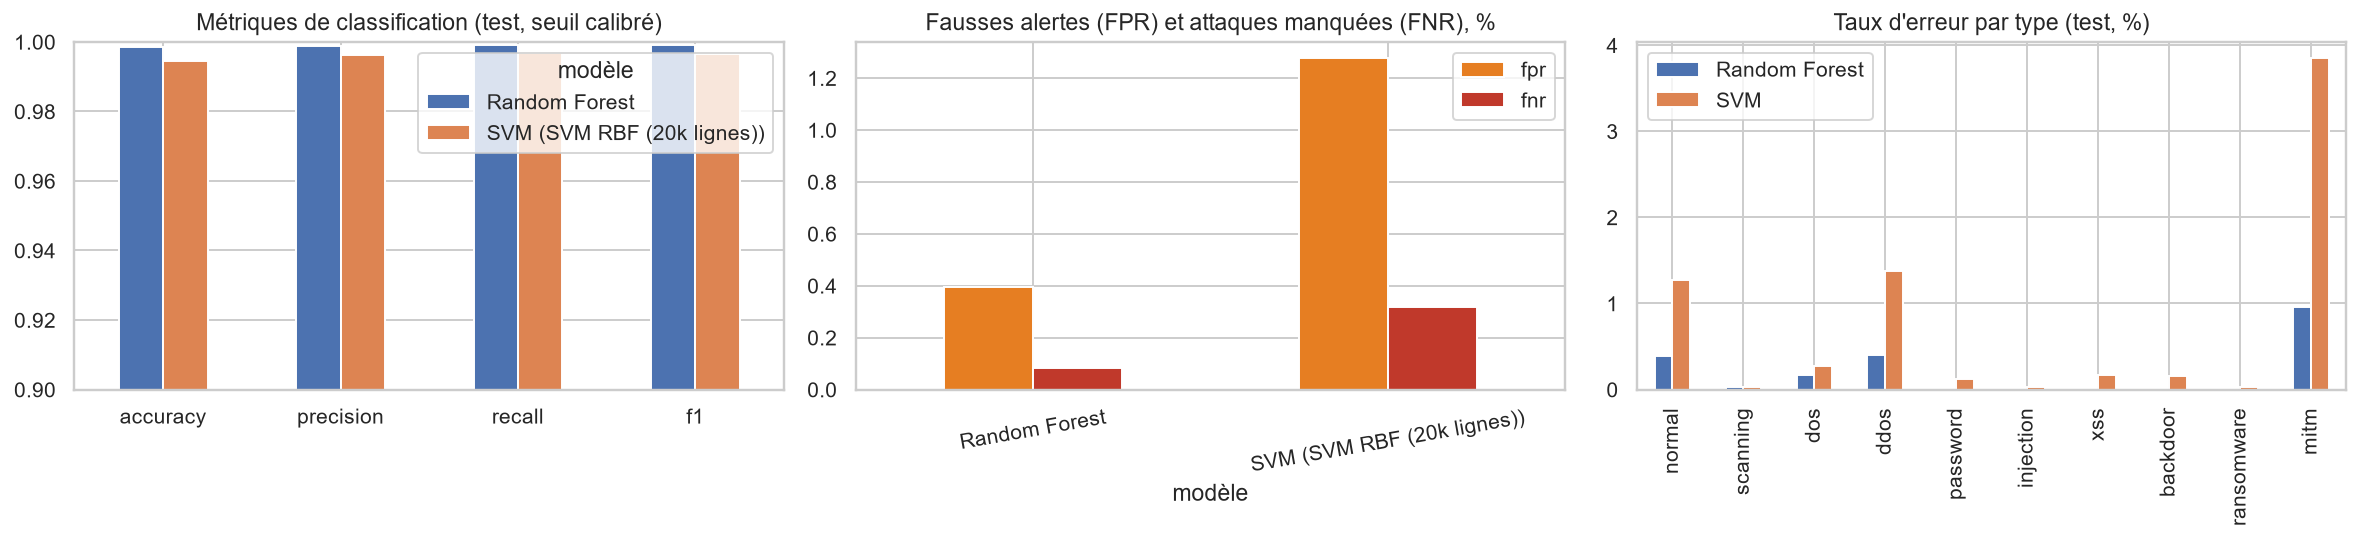 Métriques de classification (test, seuil calibré)
1.00
0.98
0.96
0.94
0.92
0.90
modèle
Random Forest
SVM (SVM RBF (20k lignes))
accuracy
precision
recall
f1
Fausses alertes (FPR) et attaques manquées (FNR), %
1.2
1.0
0.8
0.6
0.4
0.2
0.0
fpr
fnr
Random Forest
SVM (SVM RBF (20k lignes))
modèle
Taux d'erreur par type (test, %)
4
3
2
1
0
Random Forest
SVM
normal
scanning
dos
ddos
password
injection
xss
backdoor
ransomware
mitm